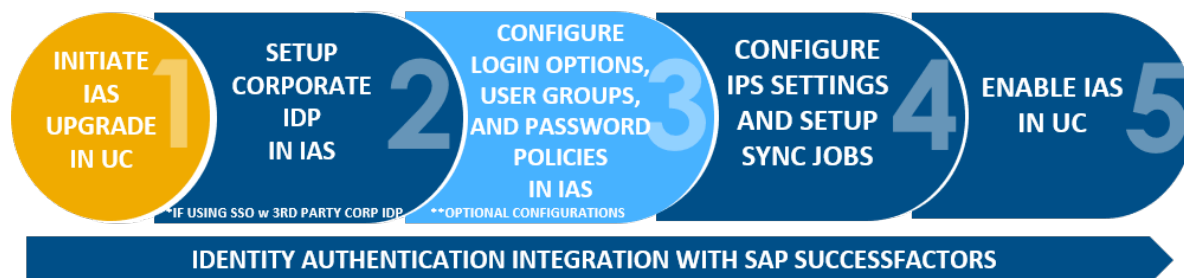 INITIATE
IAS
UPGRADE
IN UC
1
SETUP
CORPORATE
IDP
IN IAS
2
*IF USING SSO w 3RD PARTY CORP IDP
CONFIGURE
LOGIN OPTIONS,
USER GROUPS,
AND PASSWORD
POLICIES
IN IAS
3
**OPTIONAL CONFIGURATIONS
CONFIGURE
IPS SETTINGS
AND SETUP
SYNC JOBS
4
ENABLE IAS
IN UC
5
IDENTITY AUTHENTICATION INTEGRATION WITH SAP SUCCESSFACTORS